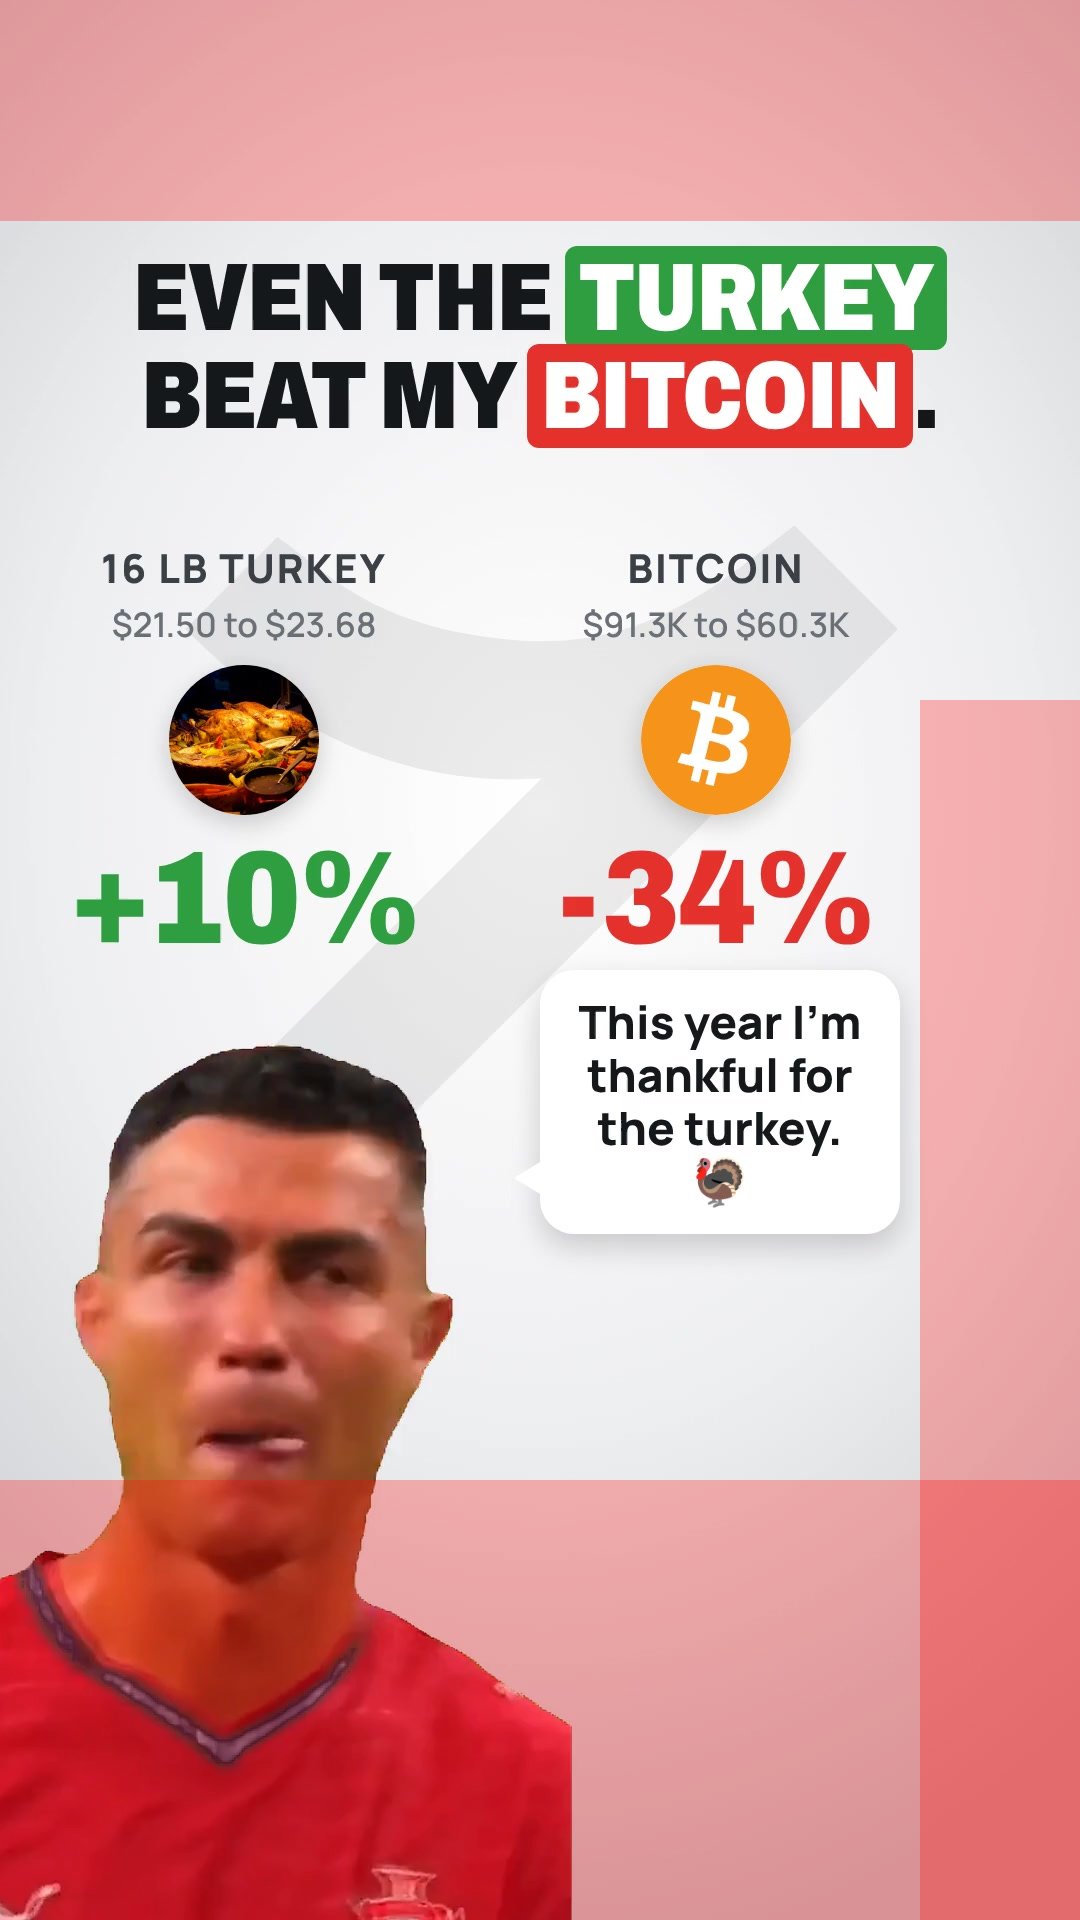 EVEN THE TURKEY
BEAT MY BITCOIN.
16 LB TURKEY
$21.50 to $23.68
+10%
BITCOIN
$91.3K to $60.3K
-34%
This year I'm
thankful for
the turkey.
🦃